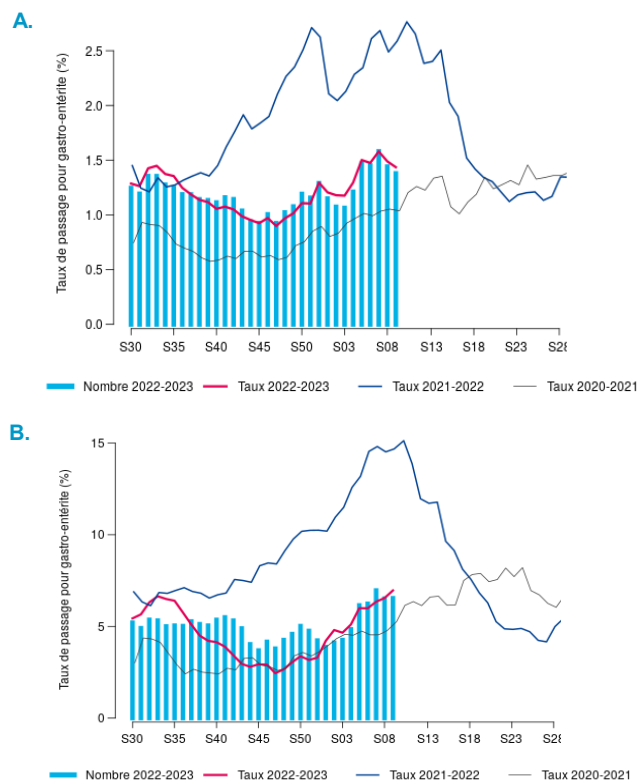 A.
Taux de passage pour gastro-entérite (%)
2.5
2.0
1.5
1.0
0.5
0.0
S30 S35 S40 S45 S50 S03 S08 S13 S18 S23 S28
Nombre 2022-2023 Taux 2022-2023 Taux 2021-2022 Taux 2020-2021
B.
Taux de passage pour gastro-entérite (%)
15
10
5
0
S30 S35 S40 S45 S50 S03 S08 S13 S18 S23 S28
Nombre 2022-2023 Taux 2022-2023 Taux 2021-2022 Taux 2020-2021